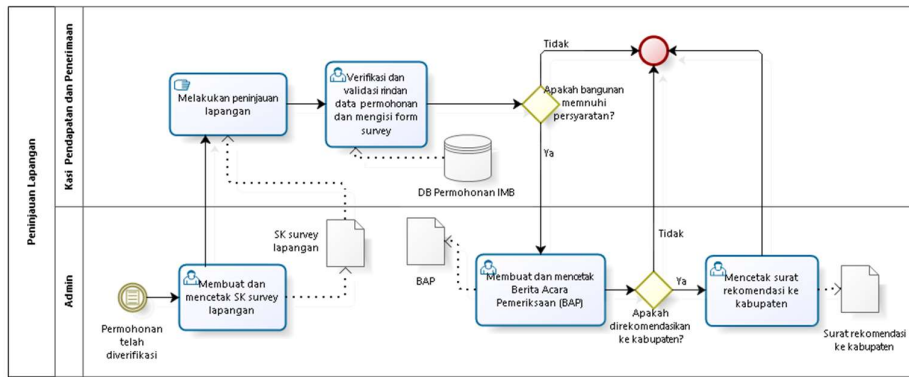 Peninjauan Lapangan
Kasi Pendapatan dan Penerimaan
Melakukan peninjauan
lapangan
Verifikasi dan
validasi rindan
data permohonan
dan mengisi form
survey
Tidak
Apakah bangunan
memnuhi
persyaratan?
Ya
DB Permohonan IMB
Admin
SK survey
lapangan
BAP
Tidak
Permohonan
telah
diverifikasi
Membuat dan
mencetak SK survey
lapangan
Membuat dan mencetak
Berita Acara
Pemeriksaan (BAP)
Ya
Apakah
direkomendasikan
ke kabupaten?
Mencetak surat
rekomendasi ke
kabupaten
Surat rekomendasi
ke kabupaten